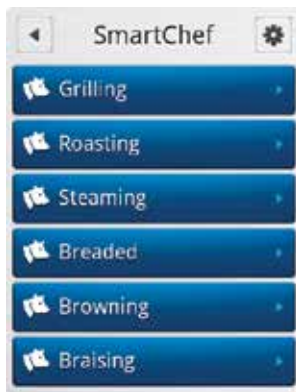 SmartChef
Grilling
Roasting
Steaming
Breaded
Browning
Braising